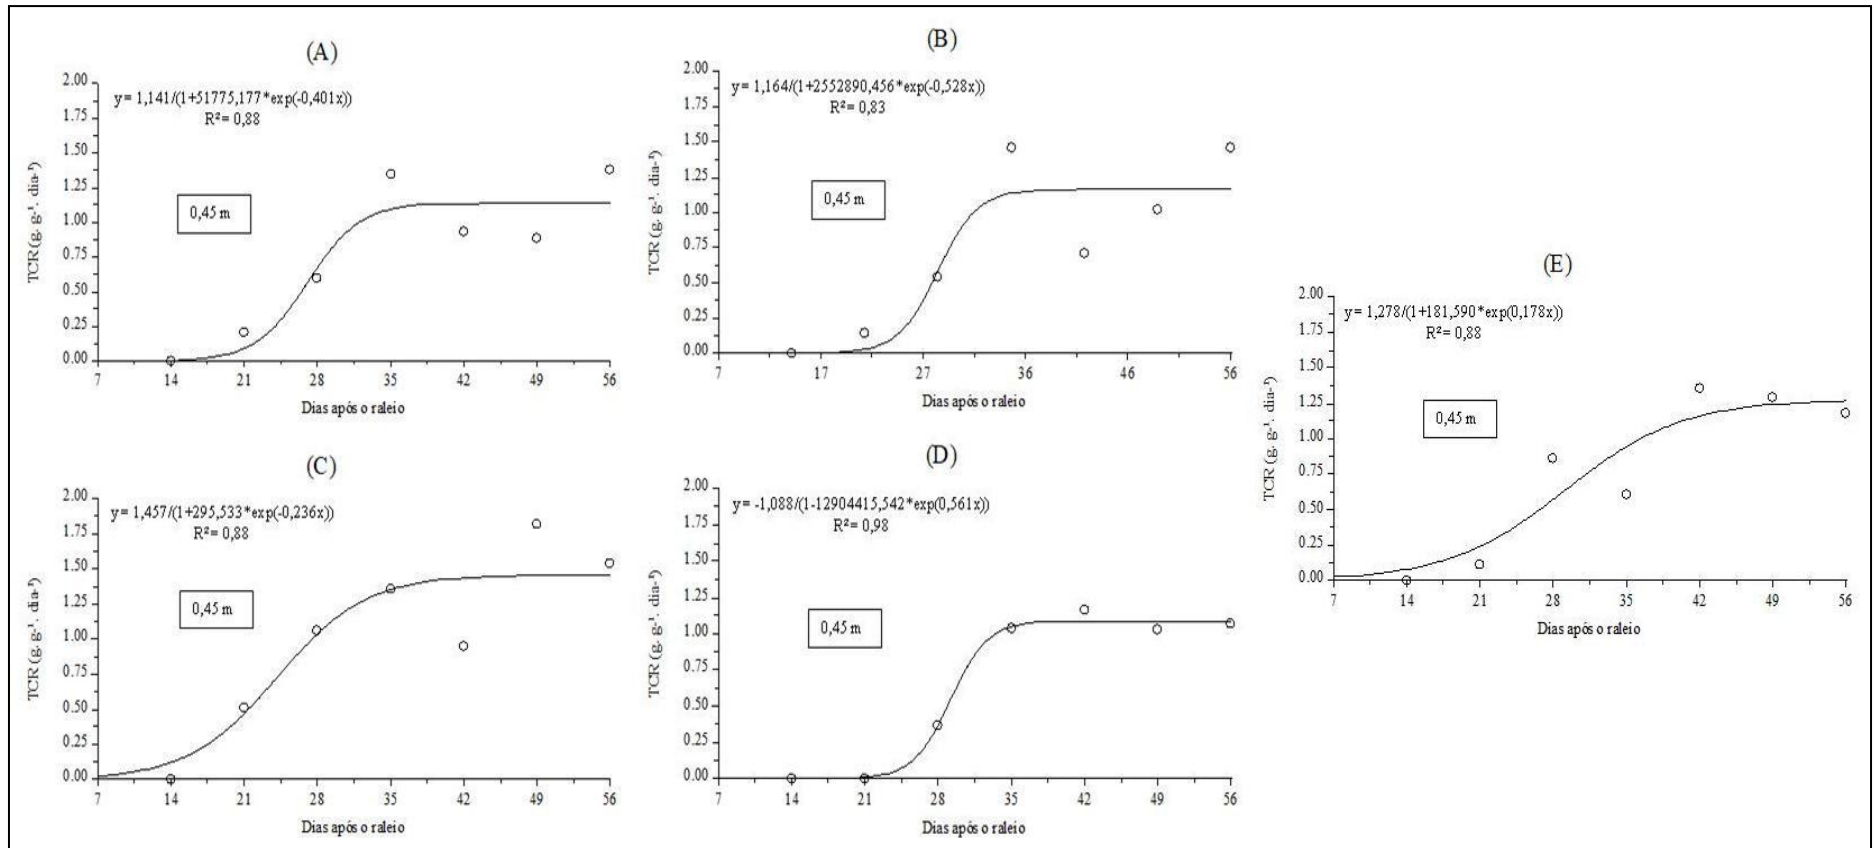 (A)
2.00
y= 1,141/(1+51775,177*exp(-0,401x))
1.75
R²= 0,88
1.50
1.25
0,45 m
1.00
0.75
0.50
0.25
0.00
TCR (g. g-¹. dia-¹)
7 14 21 28 35 42 49 56
Dias após o raleio
(B)
2.00
y= 1,164/(1+2552890,456*exp(-0,528x))
1.75
R²= 0,83
1.50
1.25
0,45 m
1.00
0.75
0.50
0.25
0.00
TCR (g. g-¹. dia-¹)
7 17 27 36 46 56
Dias após o raleio
(C)
2.00
y= 1,457/(1+295,533*exp(-0,236x))
1.75
R²= 0,88
1.50
1.25
0,45 m
1.00
0.75
0.50
0.25
0.00
TCR (g. g-¹. dia-¹)
7 14 21 28 35 42 49 56
Dias após o raleio
(D)
2.00
y= -1,088/(1-12904415,542*exp(0,561x))
1.75
R²= 0,98
1.50
1.25
0,45 m
1.00
0.75
0.50
0.25
0.00
TCR (g. g-¹. dia-¹)
7 14 21 28 35 42 49 56
Dias após o raleio
(E)
2.00
y= 1,278/(1+181,590*exp(0,178x))
1.75
R²= 0,88
1.50
1.25
0,45 m
1.00
0.75
0.50
0.25
0.00
TCR (g. g-¹. dia-¹)
7 14 21 28 35 42 49 56
Dias após o raleio